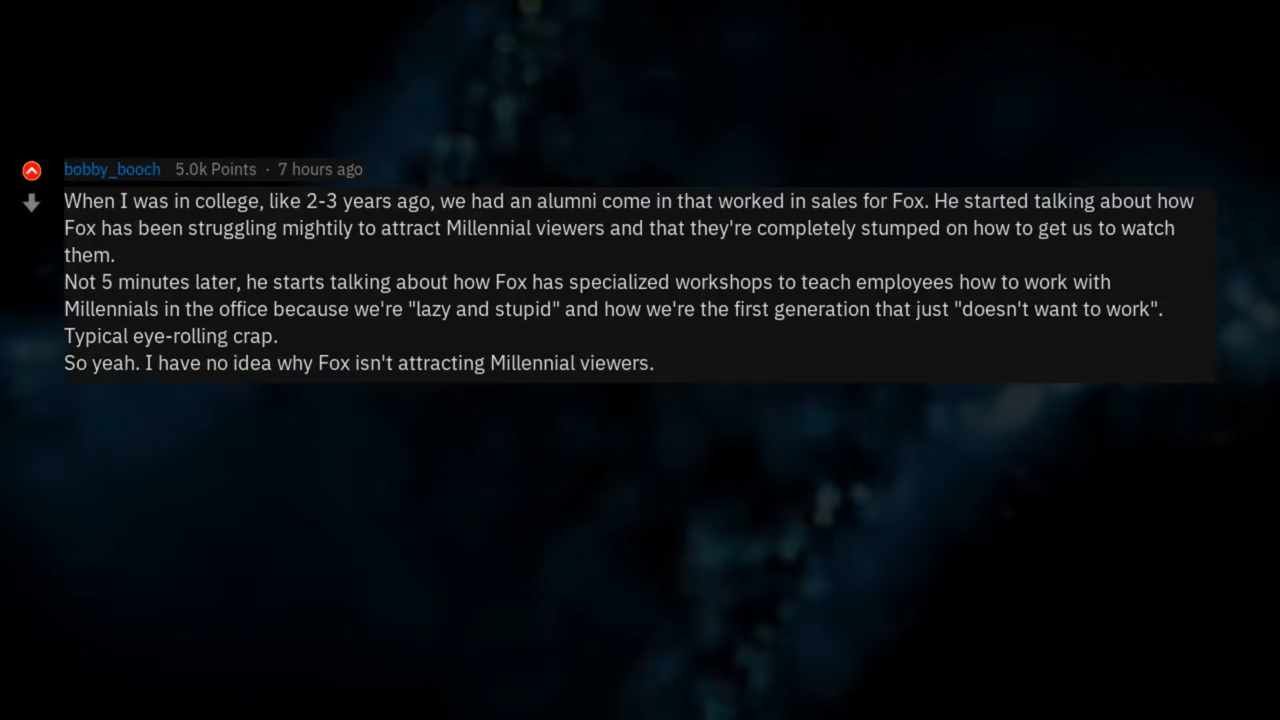 bobby_booch 5.0k Points · 7 hours ago
When I was in college, like 2-3 years ago, we had an alumni come in that worked in sales for Fox. He started talking about how
Fox has been struggling mightily to attract Millennial viewers and that they're completely stumped on how to get us to watch
them.
Not 5 minutes later, he starts talking about how Fox has specialized workshops to teach employees how to work with
Millennials in the office because we're "lazy and stupid" and how we're the first generation that just "doesn't want to work".
Typical eye-rolling crap.
So yeah. I have no idea why Fox isn't attracting Millennial viewers.